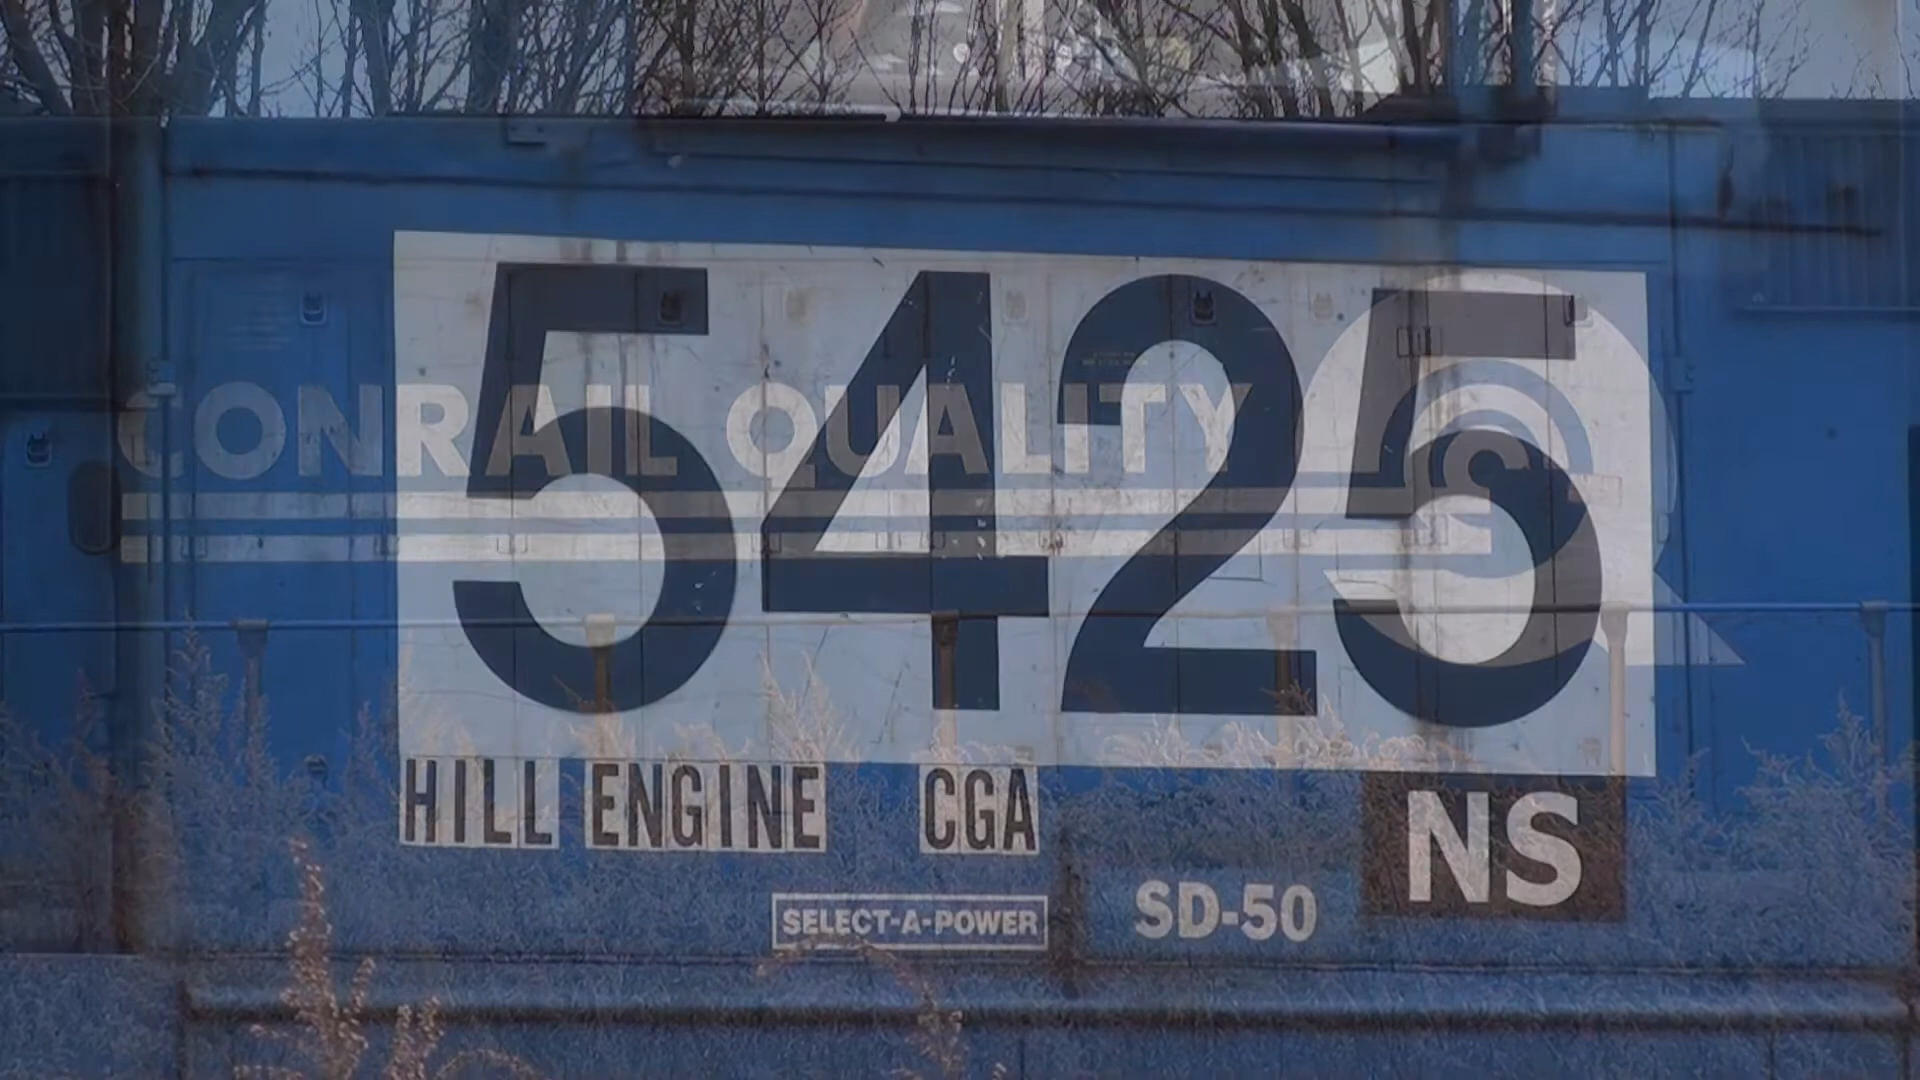 5425
CONRAIL QUALITY
HILL ENGINE CGA
NS
SELECT-A-POWER
SD-50